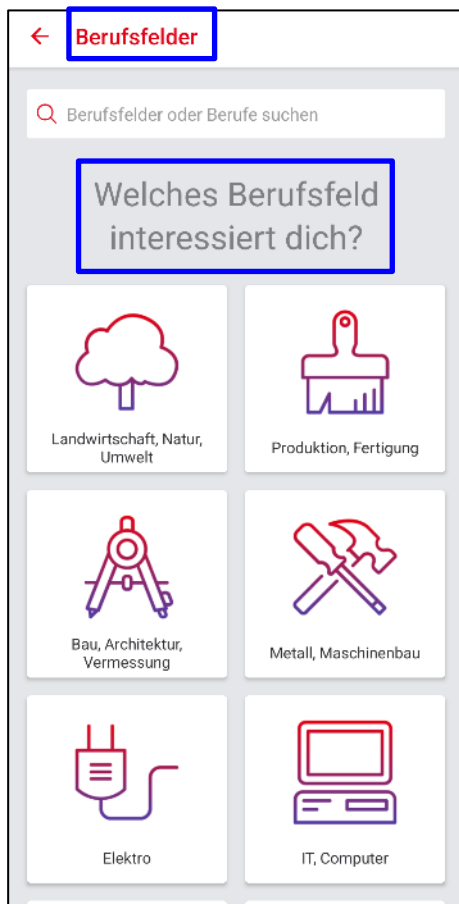 Berufsfelder
Berufsfelder oder Berufe suchen
Welches Berufsfeld
interessiert dich?
Landwirtschaft, Natur,
Umwelt
Produktion, Fertigung
Bau, Architektur,
Vermessung
Metall, Maschinenbau
Elektro
IT, Computer